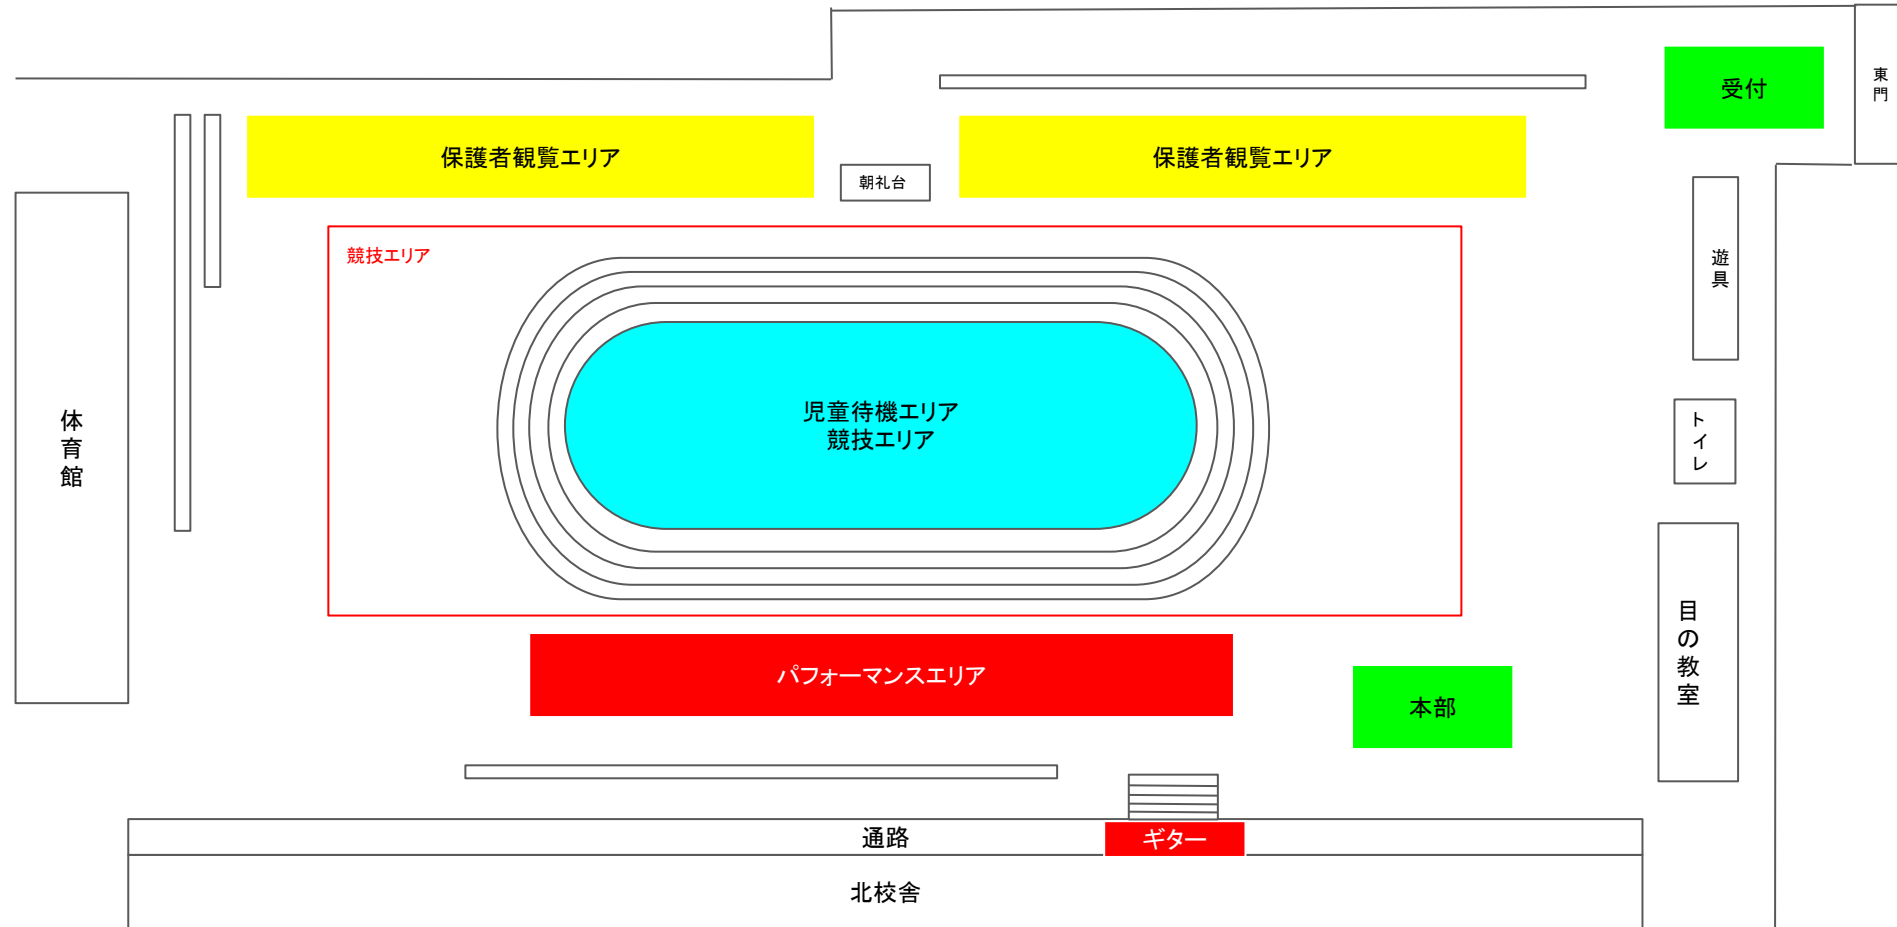 東門
受付
保護者観覧エリア
保護者観覧エリア
朝礼台
競技エリア
遊具
児童待機エリア
競技エリア
体育館
トイレ
目の教室
パフォーマンスエリア
本部
通路
ギター
北校舎